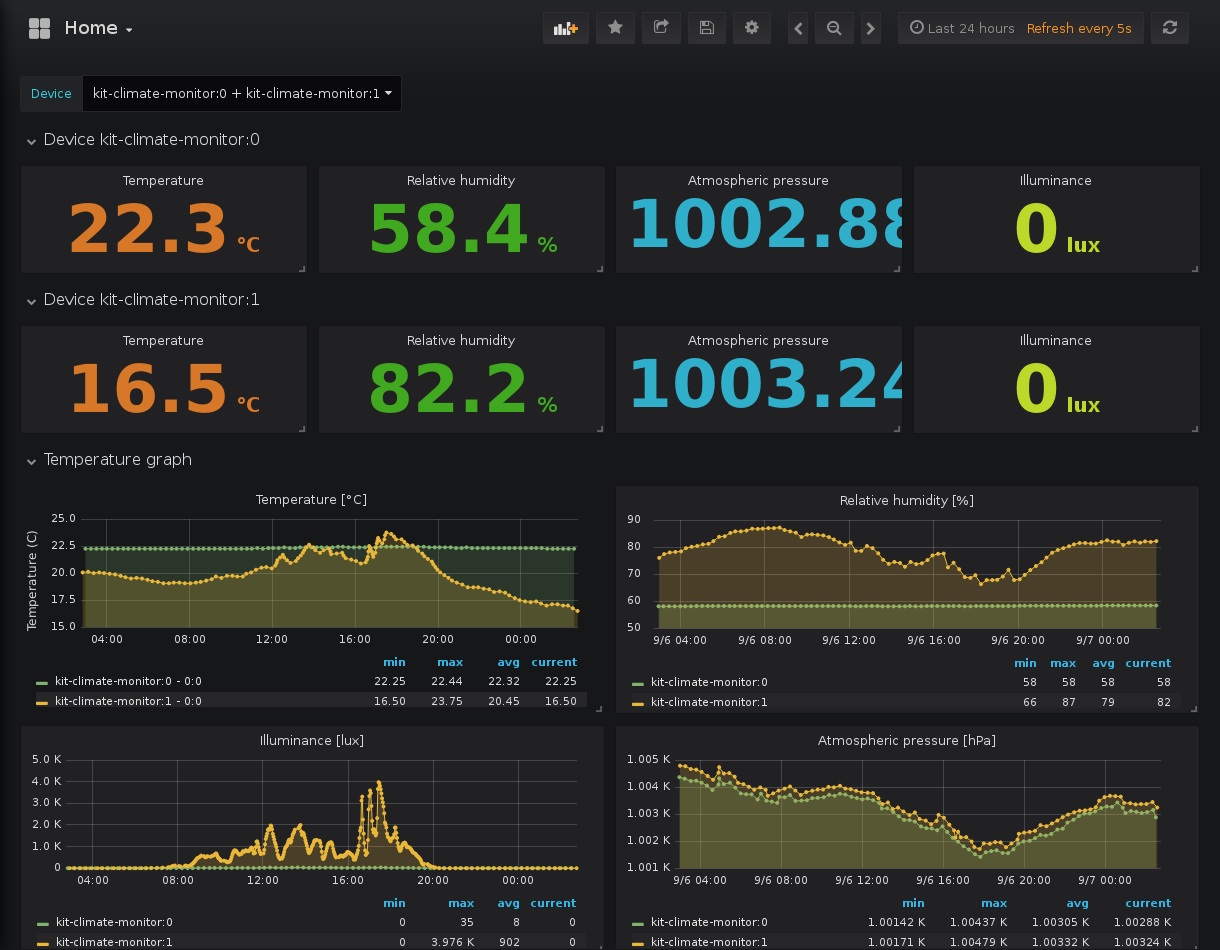 Home
Last 24 hours Refresh every 5s
Device kit-climate-monitor:0 + kit-climate-monitor:1
Device kit-climate-monitor:0
Temperature Relative humidity Atmospheric pressure Illuminance
22.3 °C 58.4 % 1002.88 0 lux
Device kit-climate-monitor:1
Temperature Relative humidity Atmospheric pressure Illuminance
16.5 °C 82.2 % 1003.24 0 lux
Temperature graph
Temperature [°C]
Temperature (C)
25.0
22.5
20.0
17.5
15.0
04:00 08:00 12:00 16:00 20:00 00:00
min max avg current
kit-climate-monitor:0 - 0:0 22.25 22.44 22.32 22.25
kit-climate-monitor:1 - 0:0 16.50 23.75 20.45 16.50
Relative humidity [%]
90
80
70
60
50
9/6 04:00 9/6 08:00 9/6 12:00 9/6 16:00 9/6 20:00 9/7 00:00
min max avg current
kit-climate-monitor:0 58 58 58 58
kit-climate-monitor:1 66 87 79 82
Illuminance [lux]
5.0 K
4.0 K
3.0 K
2.0 K
1.0 K
0
04:00 08:00 12:00 16:00 20:00 00:00
min max avg current
kit-climate-monitor:0 0 35 8 0
kit-climate-monitor:1 0 3.976 K 902 0
Atmospheric pressure [hPa]
1.005 K
1.004 K
1.003 K
1.002 K
1.001 K
9/6 04:00 9/6 08:00 9/6 12:00 9/6 16:00 9/6 20:00 9/7 00:00
min max avg current
kit-climate-monitor:0 1.00142 K 1.00437 K 1.00305 K 1.00288 K
kit-climate-monitor:1 1.00171 K 1.00479 K 1.00332 K 1.00324 K